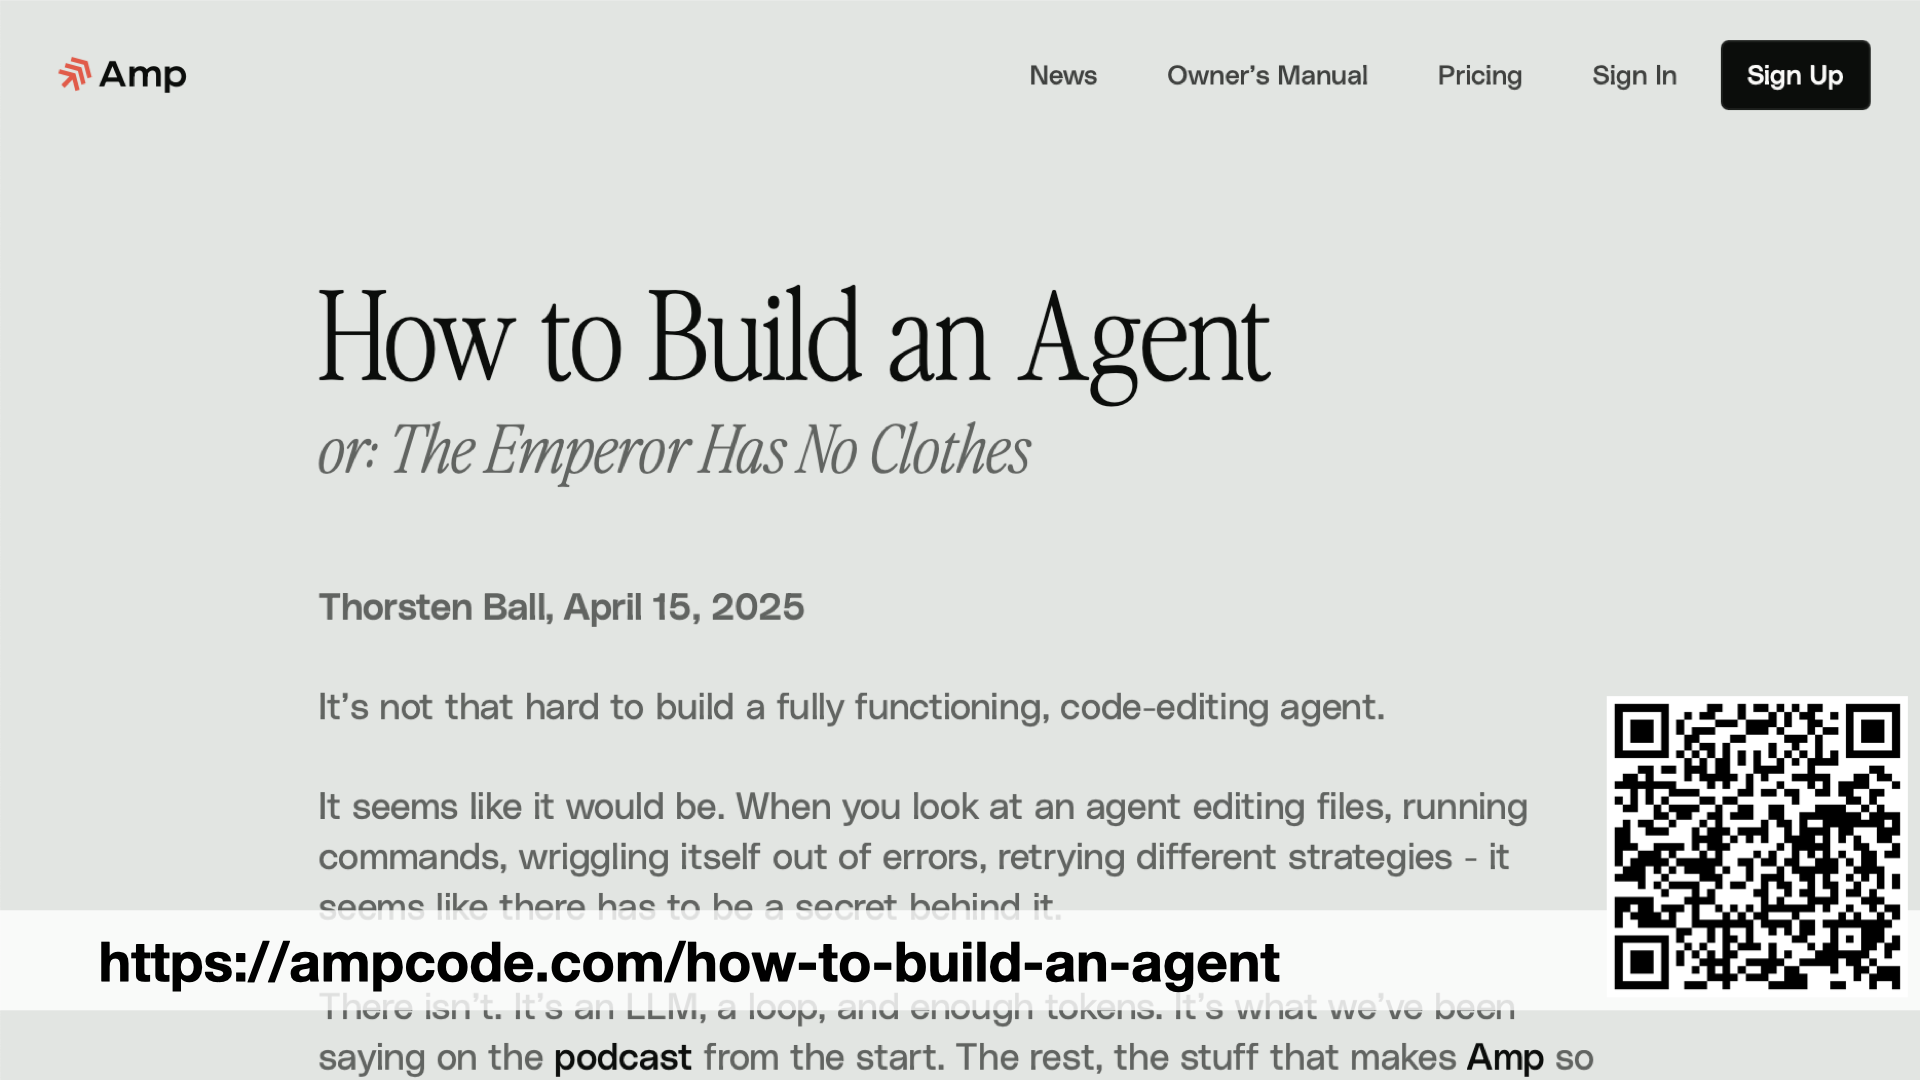 Amp
News
Owner’s Manual
Pricing
Sign In
Sign Up
How to Build an Agent
or: The Emperor Has No Clothes
Thorsten Ball, April 15, 2025
It’s not that hard to build a fully functioning, code-editing agent.
It seems like it would be. When you look at an agent editing files, running
commands, wriggling itself out of errors, retrying different strategies - it
seems like there has to be a secret behind it.
https://ampcode.com/how-to-build-an-agent
There isn’t. It’s an LLM, a loop, and enough tokens. It’s what we’ve been
saying on the podcast from the start. The rest, the stuff that makes Amp so